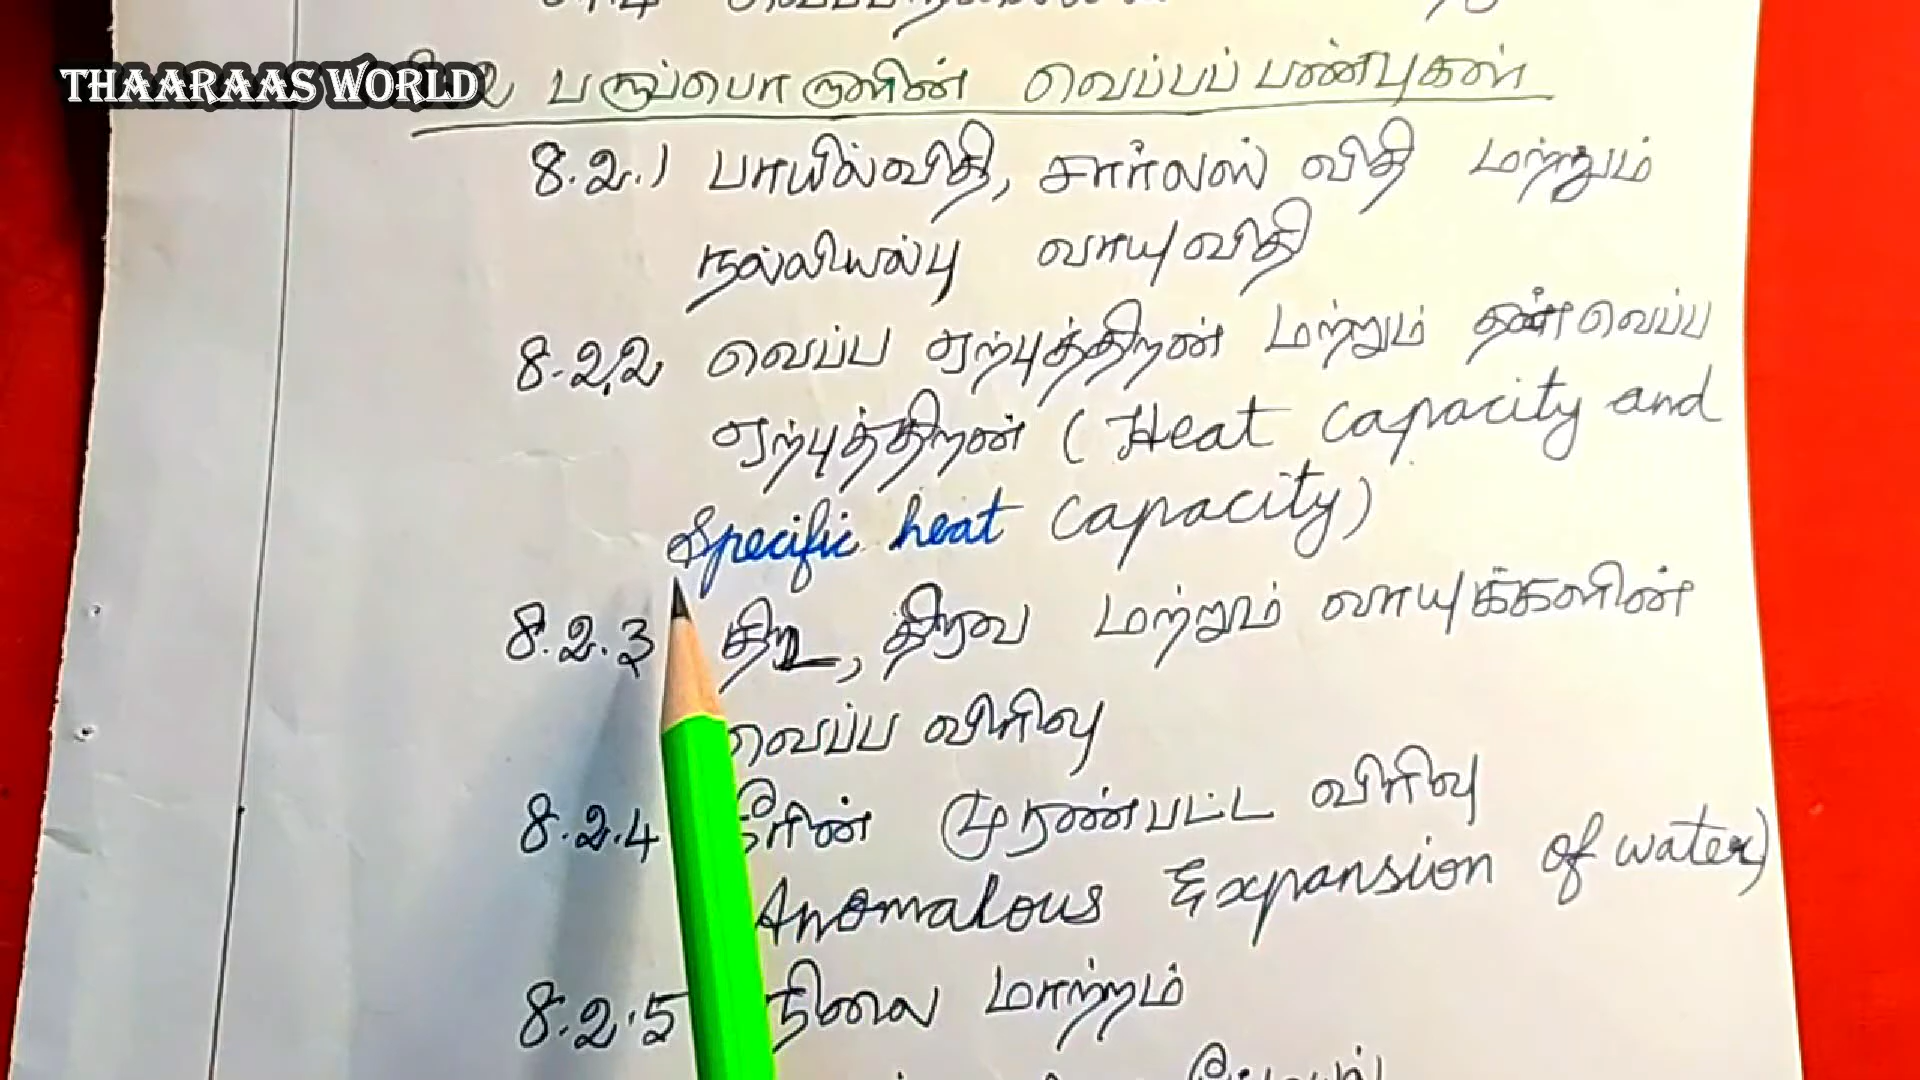 THAARAAS WORLD
பருப்பொருளின் வெப்பப் பண்புகள்
8.2.1 பாயில்விதி, சார்லஸ் விதி மற்றும்
நல்லியல்பு வாயுவிதி
8.2.2 வெப்ப ஏற்புத்திறன் மற்றும் தன்வெப்ப
ஏற்புத்திறன் (Heat capacity and
Specific heat capacity)
8.2.3 திட, திரவ மற்றும் வாயுக்களின்
வெப்ப விரிவு
8.2.4 நீரின் முரண்பட்ட விரிவு
Anomalous Expansion of water)
8.2.5 நிலை மாற்றம்